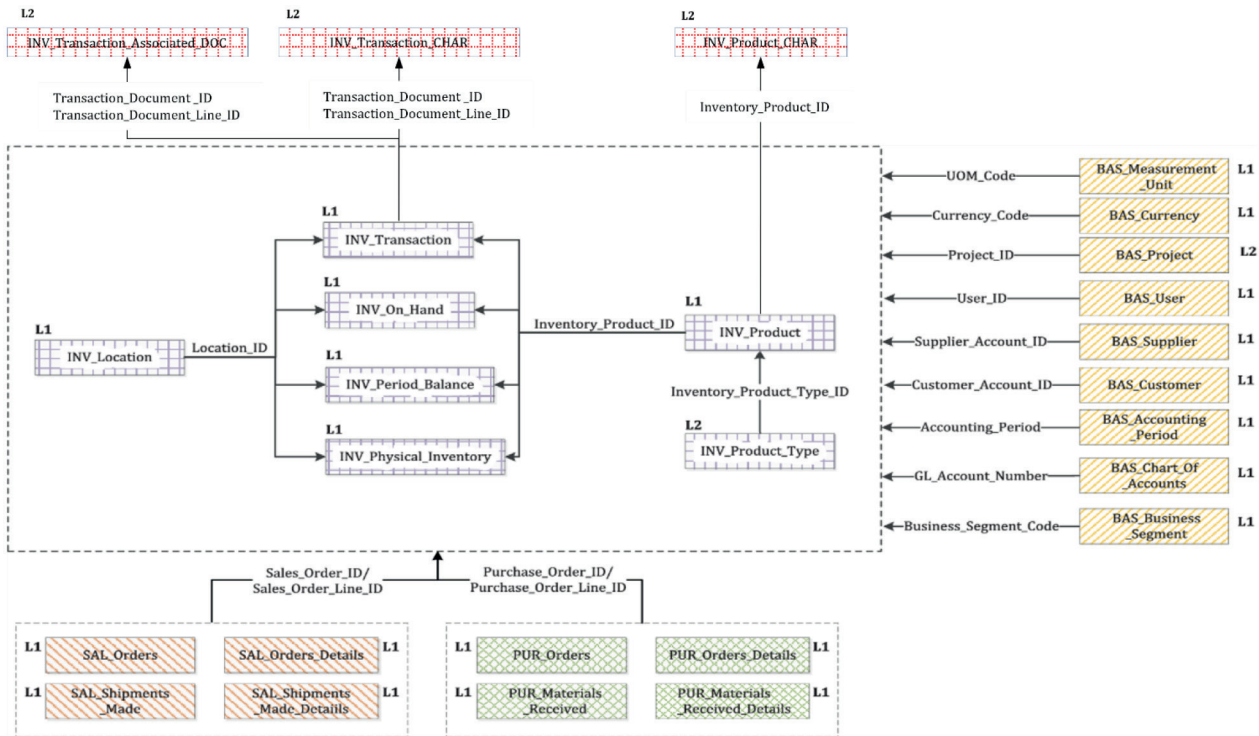 L2
L2
L2
INV_Transaction_Associated_DOC
INV_Transaction_CHAR
INV_Product_CHAR
Transaction_Document _ID
Transaction_Document_Line_ID
Transaction_Document _ID
Transaction_Document_Line_ID
Inventory_Product_ID
L1
INV_Transaction
L1
INV_On_Hand
L1
INV_Location
Location_ID
L1
INV_Period_Balance
L1
INV_Physical_Inventory
Inventory_Product_ID
L1
INV_Product
Inventory_Product_Type_ID
L2
INV_Product_Type
UOM_Code
BAS_Measurement
_Unit
L1
Currency_Code
BAS_Currency
L1
Project_ID
BAS_Project
L2
User_ID
BAS_User
L1
Supplier_Account_ID
BAS_Supplier
L1
Customer_Account_ID
BAS_Customer
L1
Accounting_Period
BAS_Accounting
_Period
L1
GL_Account_Number
BAS_Chart_Of
_Accounts
L1
Business_Segment_Code
BAS_Business
_Segment
L1
Sales_Order_ID/
Sales_Order_Line_ID
Purchase_Order_ID/
Purchase_Order_Line_ID
L1
SAL_Orders
SAL_Orders_Details
L1
L1
SAL_Shipments
_Made
SAL_Shipments
_Made_Detaiils
L1
L1
PUR_Orders
PUR_Orders_Details
L1
L1
PUR_Materials
_Received
PUR_Materials
_Received_Details
L1